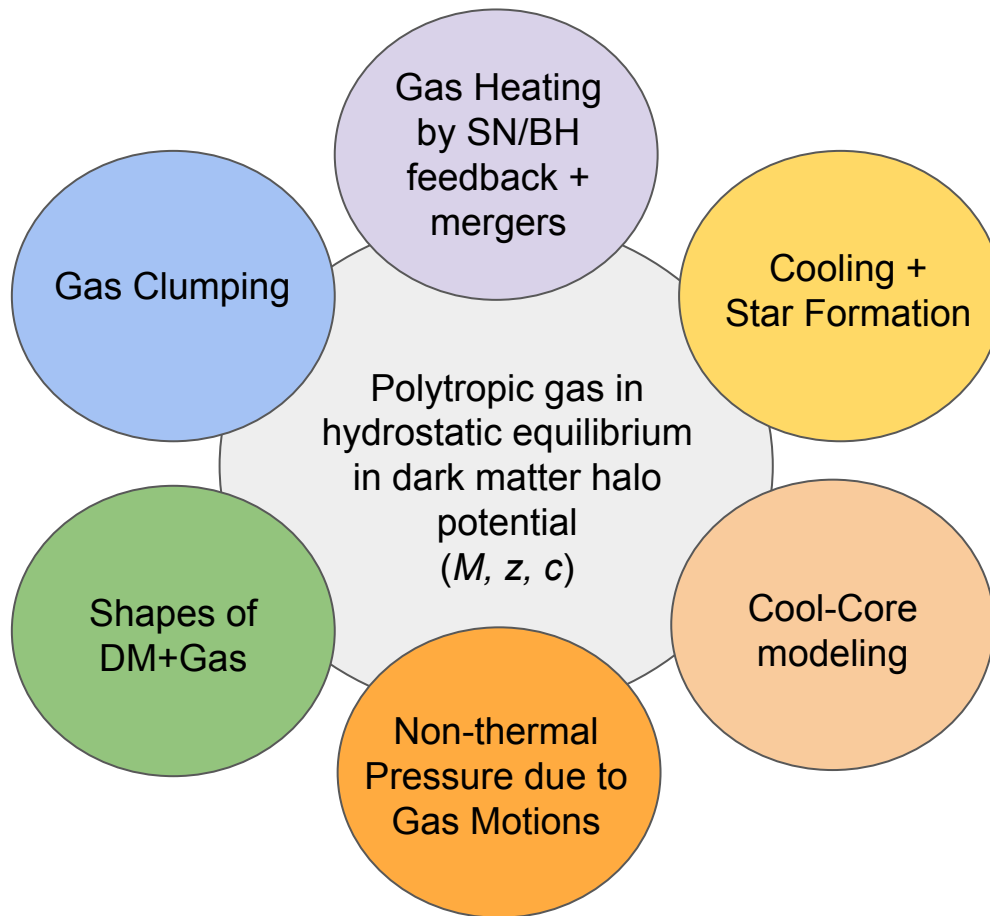 Gas Heating
by SN/BH
feedback +
mergers
Gas Clumping
Cooling +
Star Formation
Polytropic gas in
hydrostatic equilibrium
in dark matter halo
potential
(M, z, c)
Shapes of
DM+Gas
Cool-Core
modeling
Non-thermal
Pressure due to
Gas Motions